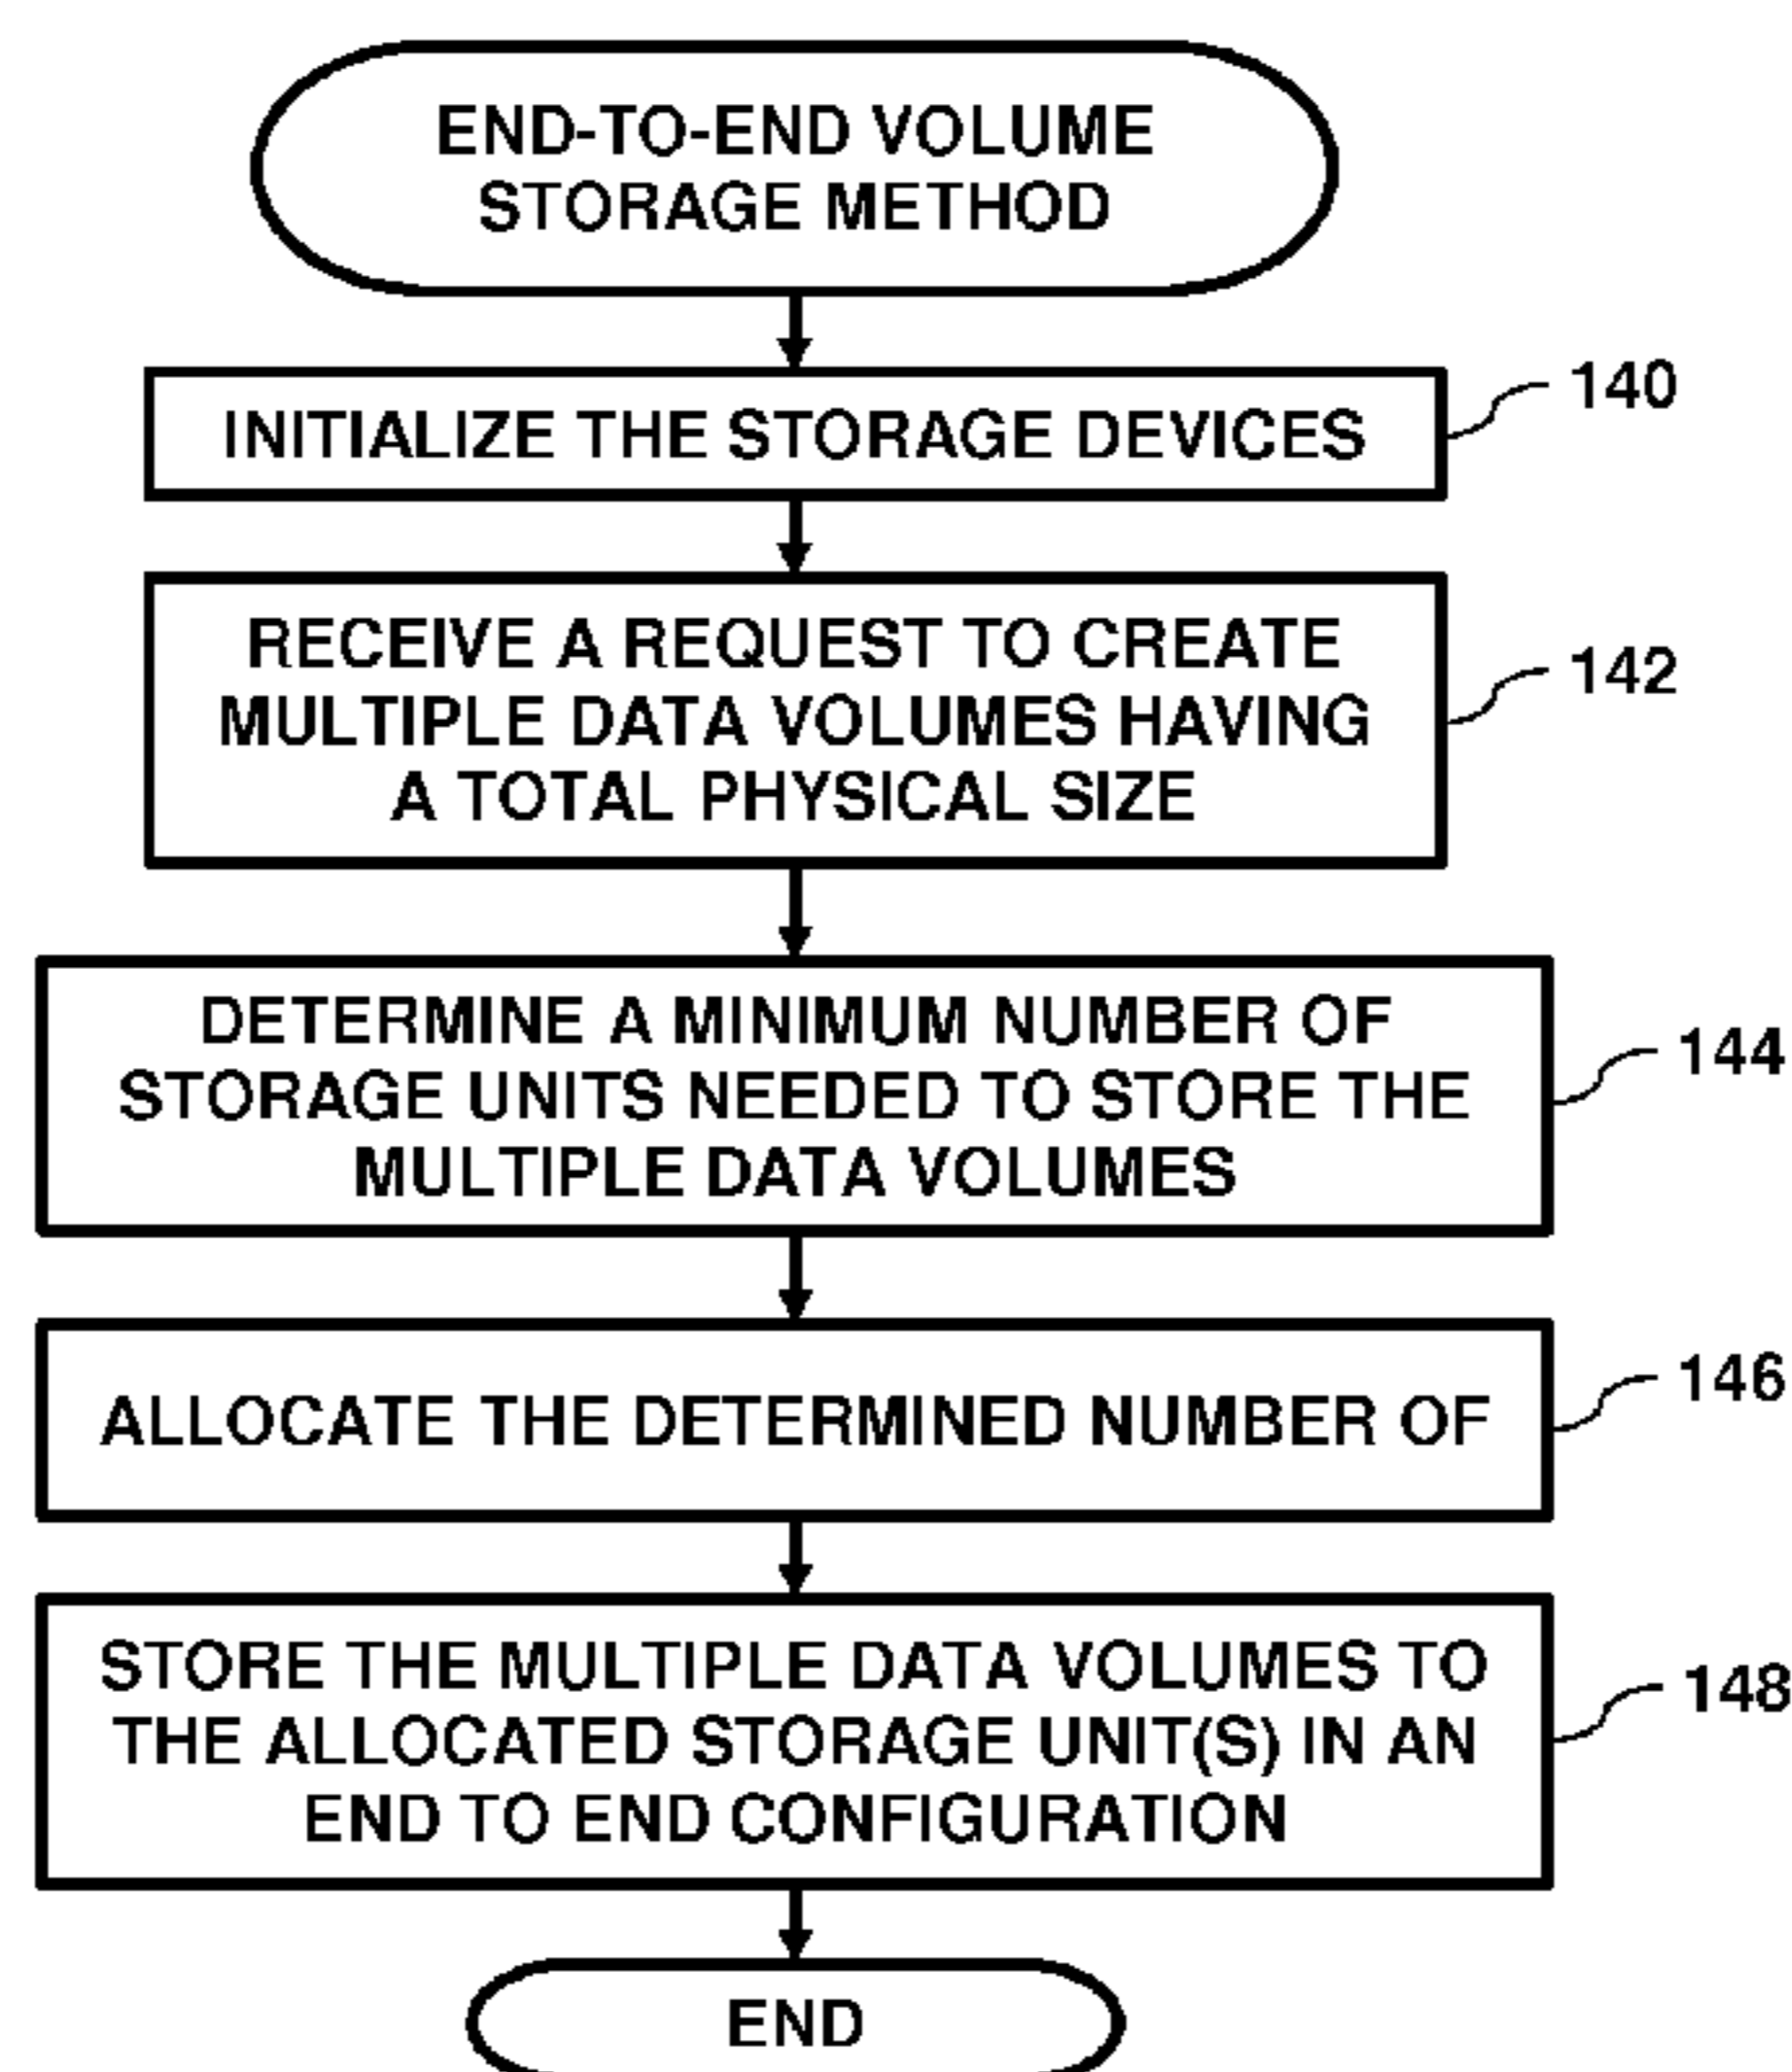 END-TO-END VOLUME
STORAGE METHOD
INITIALIZE THE STORAGE DEVICES
140
RECEIVE A REQUEST TO CREATE
MULTIPLE DATA VOLUMES HAVING
A TOTAL PHYSICAL SIZE
142
DETERMINE A MINIMUM NUMBER OF
STORAGE UNITS NEEDED TO STORE THE
MULTIPLE DATA VOLUMES
144
ALLOCATE THE DETERMINED NUMBER OF
146
STORE THE MULTIPLE DATA VOLUMES TO
THE ALLOCATED STORAGE UNIT(S) IN AN
END TO END CONFIGURATION
148
END